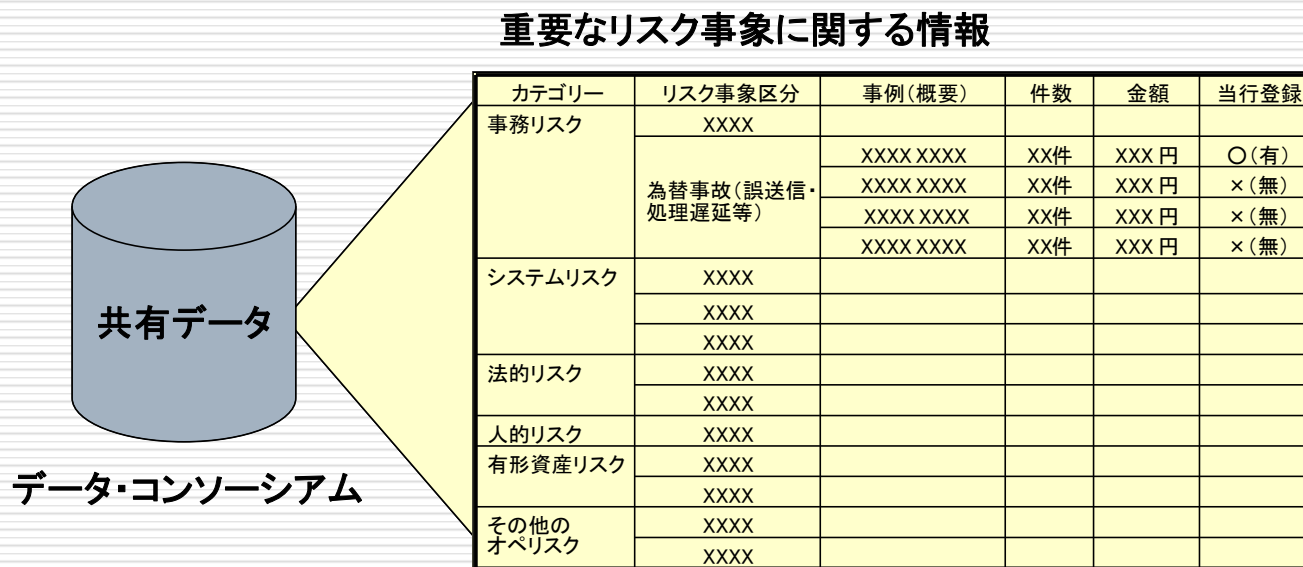 重要なリスク事象に関する情報
カテゴリー リスク事象区分 事例(概要) 件数 金額 当行登録
事務リスク XXXX
為替事故(誤送信・
処理遅延等)
XXXX XXXX XX件 XXX 円 〇(有)
XXXX XXXX XX件 XXX 円 ×(無)
XXXX XXXX XX件 XXX 円 ×(無)
XXXX XXXX XX件 XXX 円 ×(無)
システムリスク XXXX
XXXX
XXXX
法的リスク XXXX
XXXX
人的リスク XXXX
有形資産リスク XXXX
XXXX
その他の
オペリスク
XXXX
XXXX
共有データ
データ・コンソーシアム